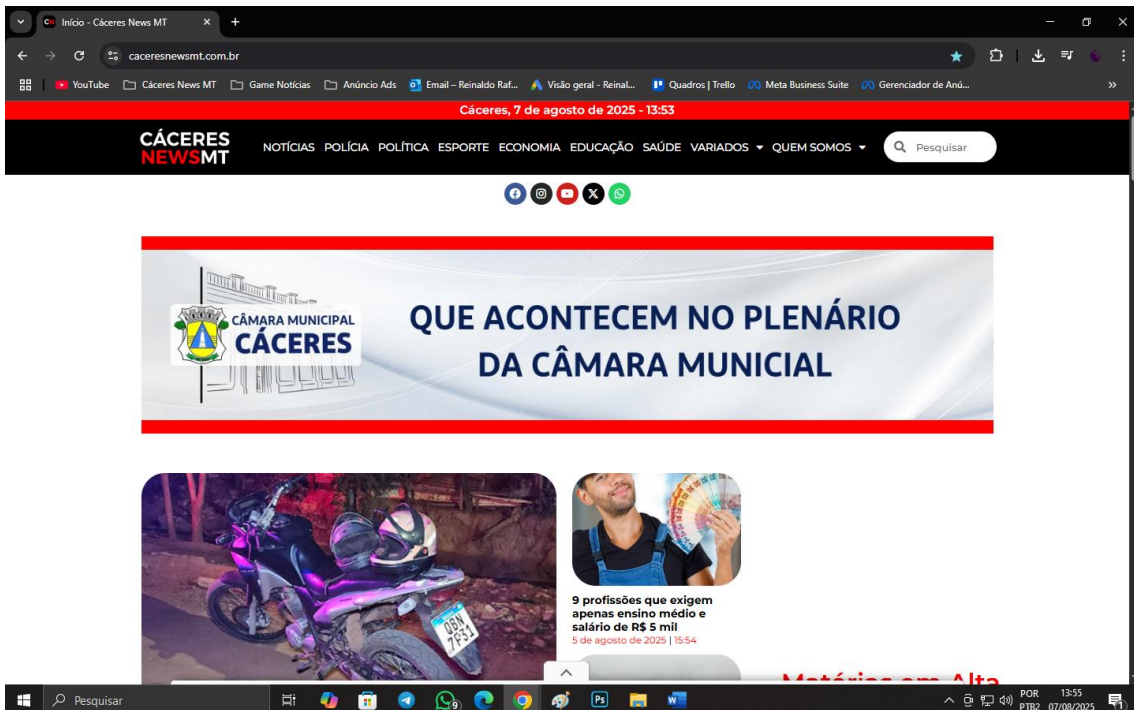 Início - Cáceres News MT
caceresnewsmt.com.br
YouTube Cáceres News MT Game Notícias Anúncio Ads Email – Reinaldo Raf... Visão geral - Reinal... Quadros | Trello Meta Business Suite Gerenciador de Anú...
Cáceres, 7 de agosto de 2025 - 13:53
CÁCERES
NEWSMT
NOTÍCIAS POLÍCIA POLÍTICA ESPORTE ECONOMIA EDUCAÇÃO SAÚDE VARIADOS QUEM SOMOS
Pesquisar
CÂMARA MUNICIPAL
CÁCERES
QUE ACONTECEM NO PLENÁRIO
DA CÂMARA MUNICIAL
QBN
7F31
9 profissões que exigem
apenas ensino médio e
salário de R$ 5 mil
5 de agosto de 2025 | 15:54
Matérias em Alta
Pesquisar
POR 13:55
PTB2 07/08/2025